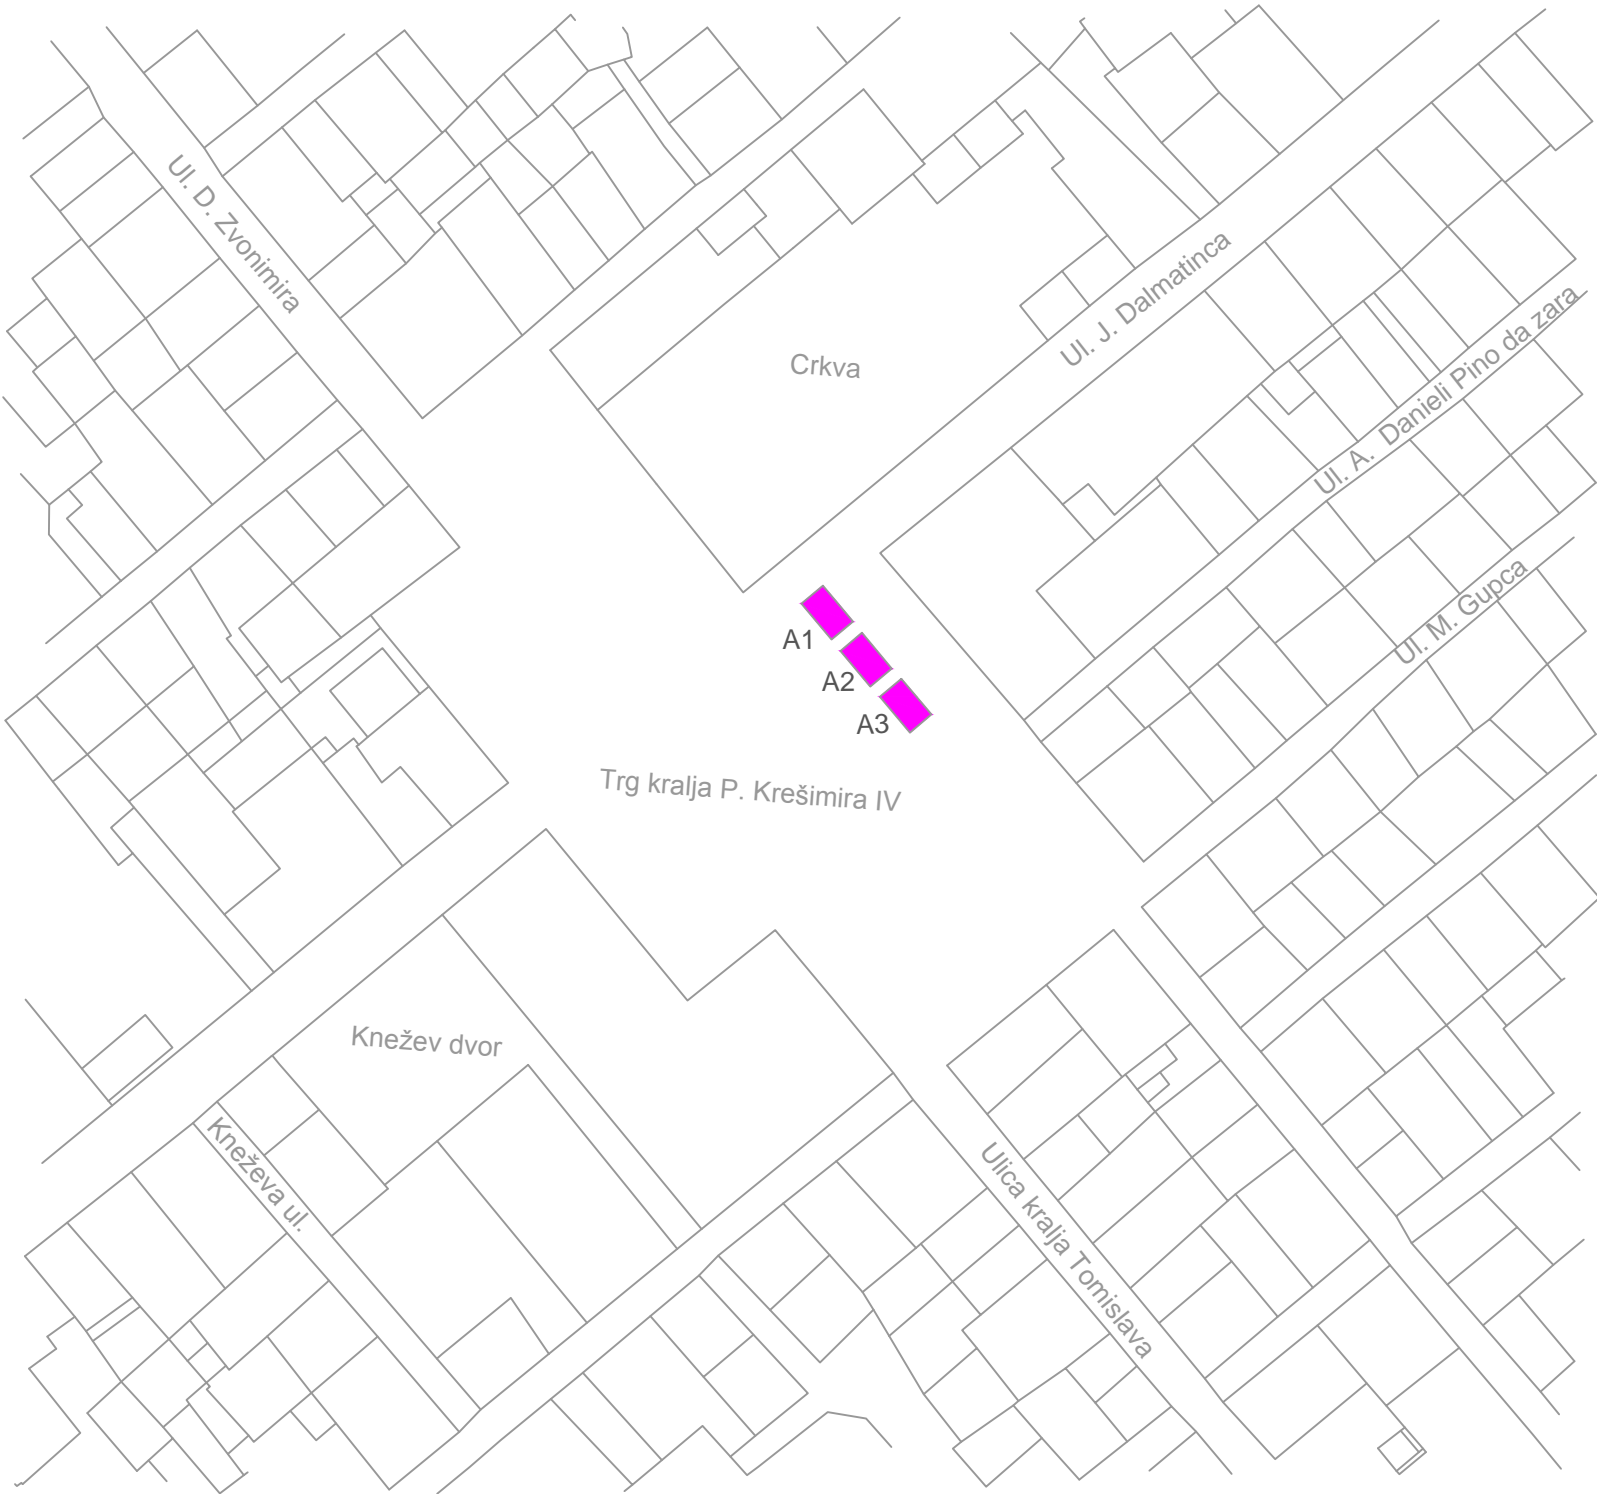 Ul. D. Zvonimira
Ul. J. Dalmatinca
Crkva
Ul. A. Danieli Pino da zara
Ul. M. Gupca
A1
A2
A3
Trg kralja P. Krešimira IV
Knežev dvor
Kneževa ul.
Ulica kralja Tomislava